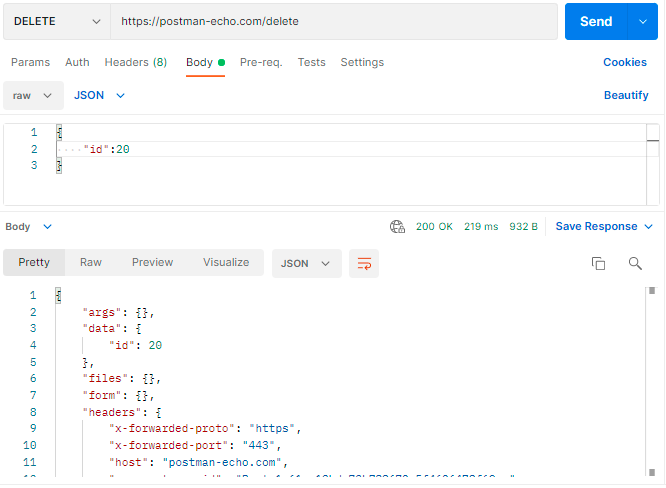 DELETE https://postman-echo.com/delete Send
Params Auth Headers (8) Body Pre-req. Tests Settings Cookies
raw JSON Beautify
1 {
2 "id":20
3 }
Body 200 OK 219 ms 932 B Save Response
Pretty Raw Preview Visualize JSON
1 {
2 "args": {},
3 "data": {
4 "id": 20
5 },
6 "files": {},
7 "form": {},
8 "headers": {
9 "x-forwarded-proto": "https",
10 "x-forwarded-port": "443",
11 "host": "postman-echo.com",